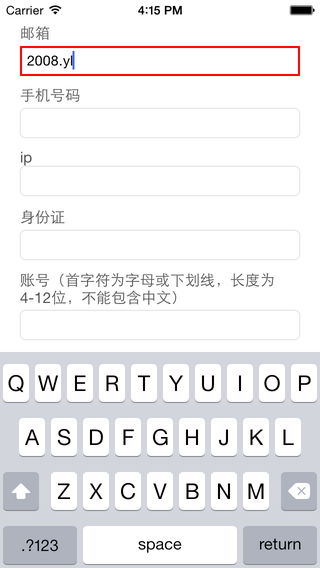 Carrier 4:15 PM
邮箱
2008.yl
手机号码
ip
身份证
账号（首字符为字母或下划线，长度为
4-12位，不能包含中文）
Q W E R T Y U I O P
A S D F G H J K L
Z X C V B N M
.?123 space return